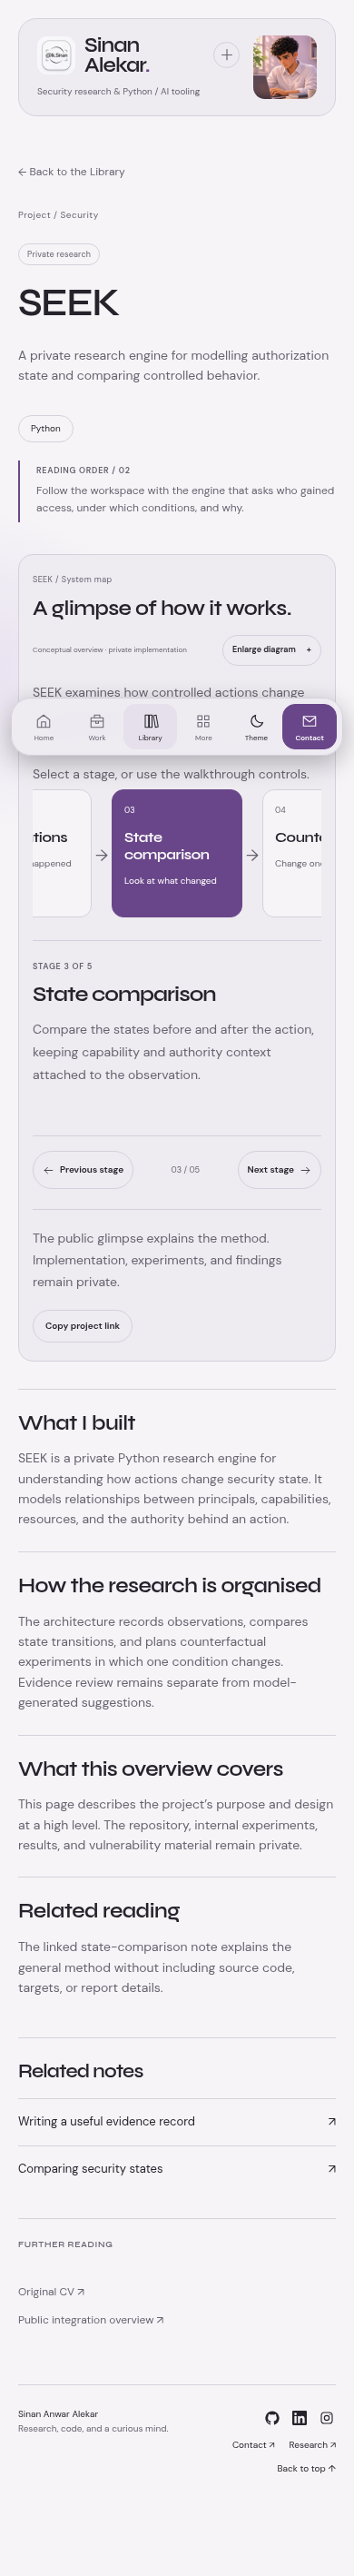 @Ik.Sinan
Sinan
Alekar.
Security research & Python / AI tooling
← Back to the Library
Project / Security
Private research
SEEK
A private research engine for modelling authorization
state and comparing controlled behavior.
Python
READING ORDER / 02
Follow the workspace with the engine that asks who gained
access, under which conditions, and why.
SEEK / System map
A glimpse of how it works.
Conceptual overview · private implementation
Enlarge diagram +
SEEK examines how controlled actions change
Home
Work
Library
More
Theme
Contact
Select a stage, or use the walkthrough controls.
03
04
tions
State
comparison
Counte
happened
Look at what changed
Change one
STAGE 3 OF 5
State comparison
Compare the states before and after the action,
keeping capability and authority context
attached to the observation.
← Previous stage
03 / 05
Next stage →
The public glimpse explains the method.
Implementation, experiments, and findings
remain private.
Copy project link
What I built
SEEK is a private Python research engine for
understanding how actions change security state. It
models relationships between principals, capabilities,
resources, and the authority behind an action.
How the research is organised
The architecture records observations, compares
state transitions, and plans counterfactual
experiments in which one condition changes.
Evidence review remains separate from model-
generated suggestions.
What this overview covers
This page describes the project's purpose and design
at a high level. The repository, internal experiments,
results, and vulnerability material remain private.
Related reading
The linked state-comparison note explains the
general method without including source code,
targets, or report details.
Related notes
Writing a useful evidence record ↗
Comparing security states ↗
FURTHER READING
Original CV ↗
Public integration overview ↗
Sinan Anwar Alekar
Research, code, and a curious mind.
Contact ↗
Research ↗
Back to top ↑